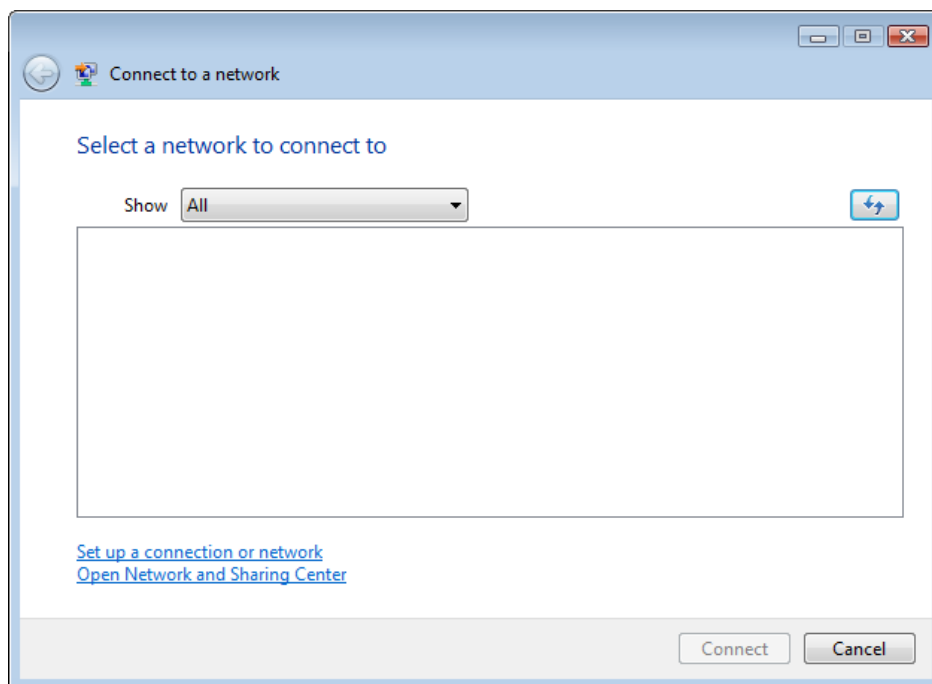 Connect to a network
Select a network to connect to
Show All
Set up a connection or network
Open Network and Sharing Center
Connect Cancel